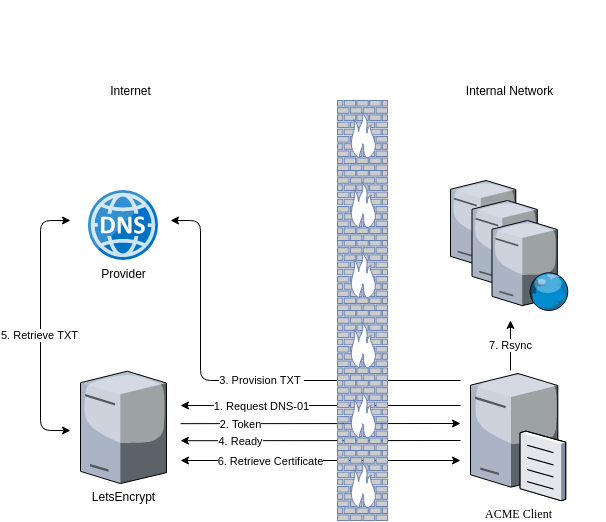 Internet
Internal Network
DNS
Provider
5. Retrieve TXT
7. Rsync
3. Provision TXT
1. Request DNS-01
2. Token
4. Ready
6. Retrieve Certificate
LetsEncrypt
ACME Client